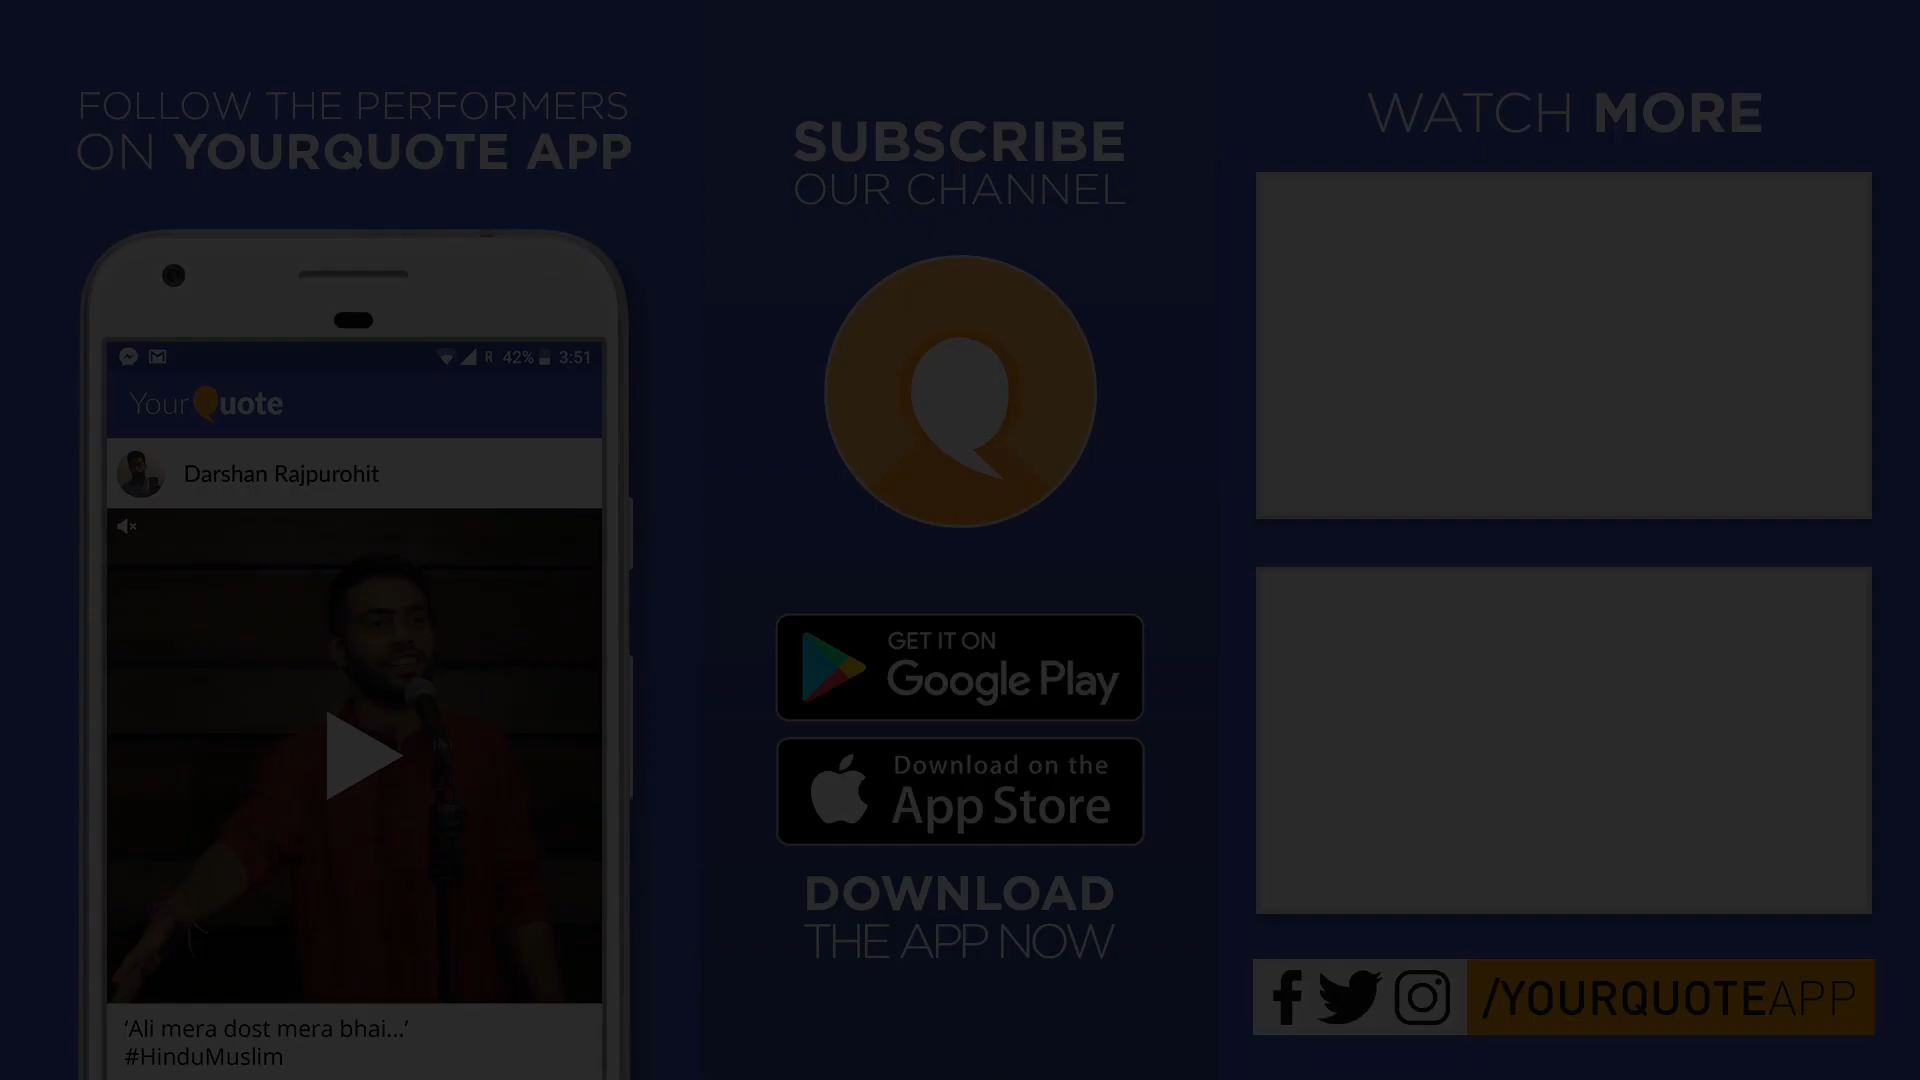 FOLLOW THE PERFORMERS
ON YOURQUOTE APP
R 42% 3:51
YourQuote
Darshan Rajpurohit
‘Ali mera dost mera bhai...’
#HinduMuslim
SUBSCRIBE
OUR CHANNEL
GET IT ON
Google Play
Download on the
App Store
DOWNLOAD
THE APP NOW
WATCH MORE
/YOURQUOTEAPP